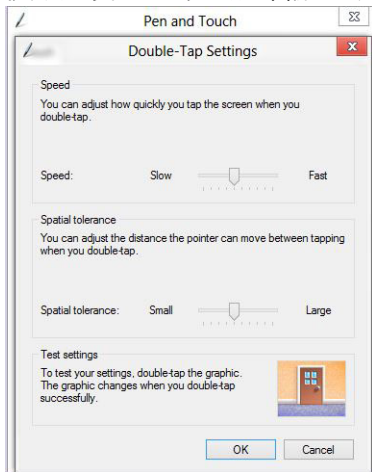 Pen and Touch
Double-Tap Settings
Speed
You can adjust how quickly you tap the screen when you
double-tap.
Speed: Slow Fast
Spatial tolerance
You can adjust the distance the pointer can move between tapping
when you double-tap.
Spatial tolerance: Small Large
Test settings
To test your settings, double-tap the graphic.
The graphic changes when you double-tap
successfully.
OK Cancel